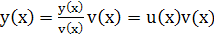 y(x) = y(x)/v(x) v(x) = u(x)v(x)